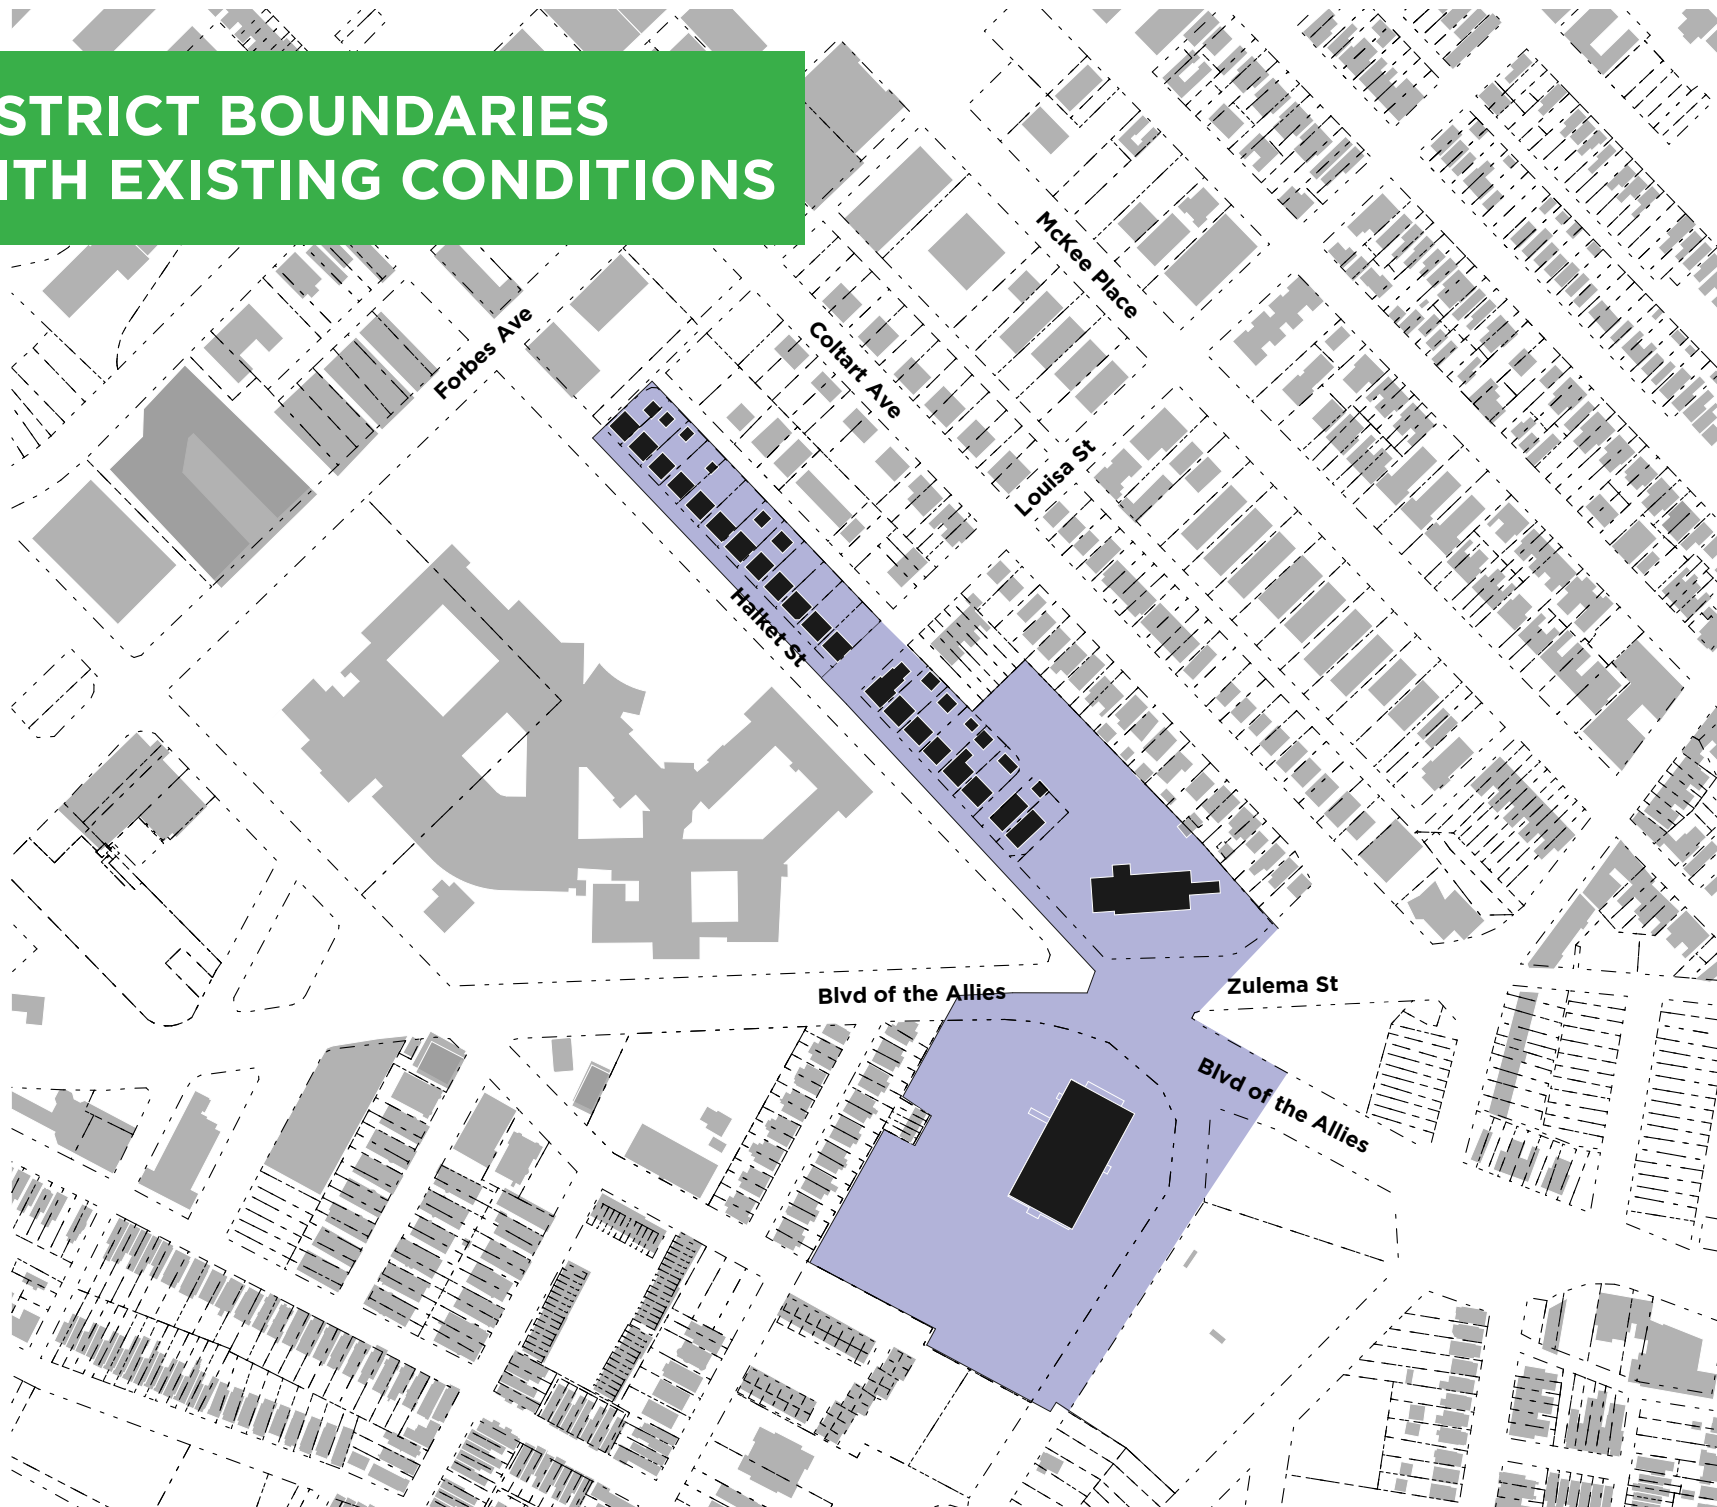 STRICT BOUNDARIES
ITH EXISTING CONDITIONS
McKee Place
Forbes Ave
Coltart Ave
Louisa St
Halket St
Blvd of the Allies
Zulema St
Blvd of the Allies